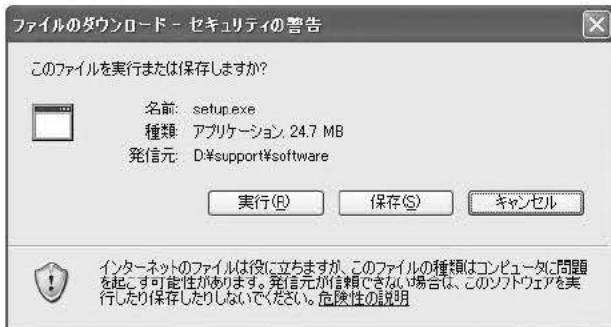 ファイルのダウンロード - セキュリティの警告
このファイルを実行または保存しますか?
名前: setup.exe
種類: アプリケーション, 24.7 MB
発信元: D:¥support¥software
実行(R) 保存(S) キャンセル
インターネットのファイルは役に立ちますが、このファイルの種類はコンピュータに問題
を起こす可能性があります。発信元が信頼できない場合は、このソフトウェアを実
行したり保存したりしないでください。危険性の説明